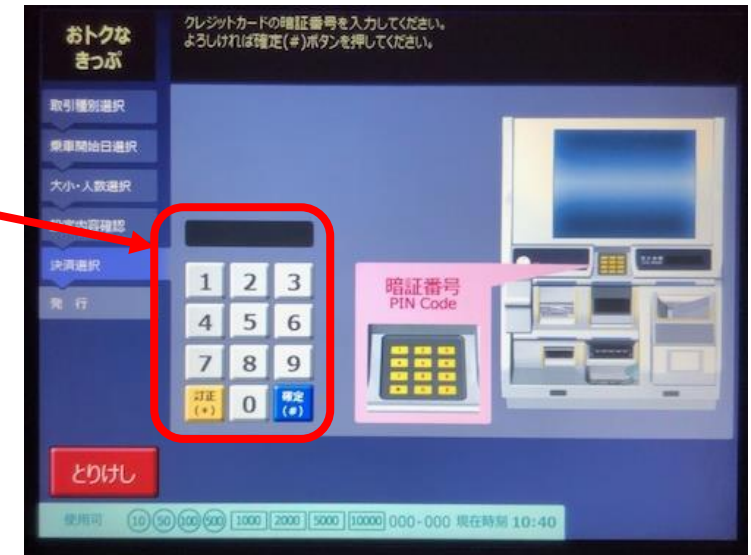 おトクな
きっぷ
クレジットカードの暗証番号を入力してください。
よろしければ確定(#)ボタンを押してください。
取引種別選択
乗車開始日選択
大小・人数選択
設定内容確認
決済選択
発 行
1 2 3
4 5 6
7 8 9
訂正 (*) 0 確定 (#)
暗証番号
PIN Code
とりけし
使用可 10 50 100 500 1000 2000 5000 10000 000-000 現在時刻 10:40